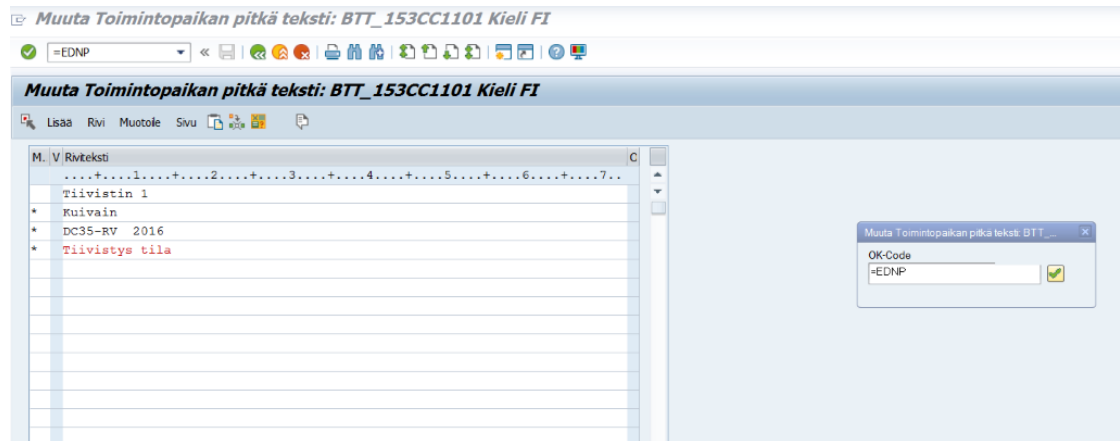 Muuta Toimintopaikan pitkä teksti: BTT_153CC1101 Kieli FI
=EDNP
Muuta Toimintopaikan pitkä teksti: BTT_153CC1101 Kieli FI
Lisää Rivi Muotoile Sivu
M. V Riviteksti C
....+....1....+....2....+....3....+....4....+....5....+....6....+....7..
Tiivistin 1
* Kuivain
* DC35-RV 2016
* Tiivistys tila
Muuta Toimintopaikan pitkä teksti: BTT_...
OK-Code
=EDNP